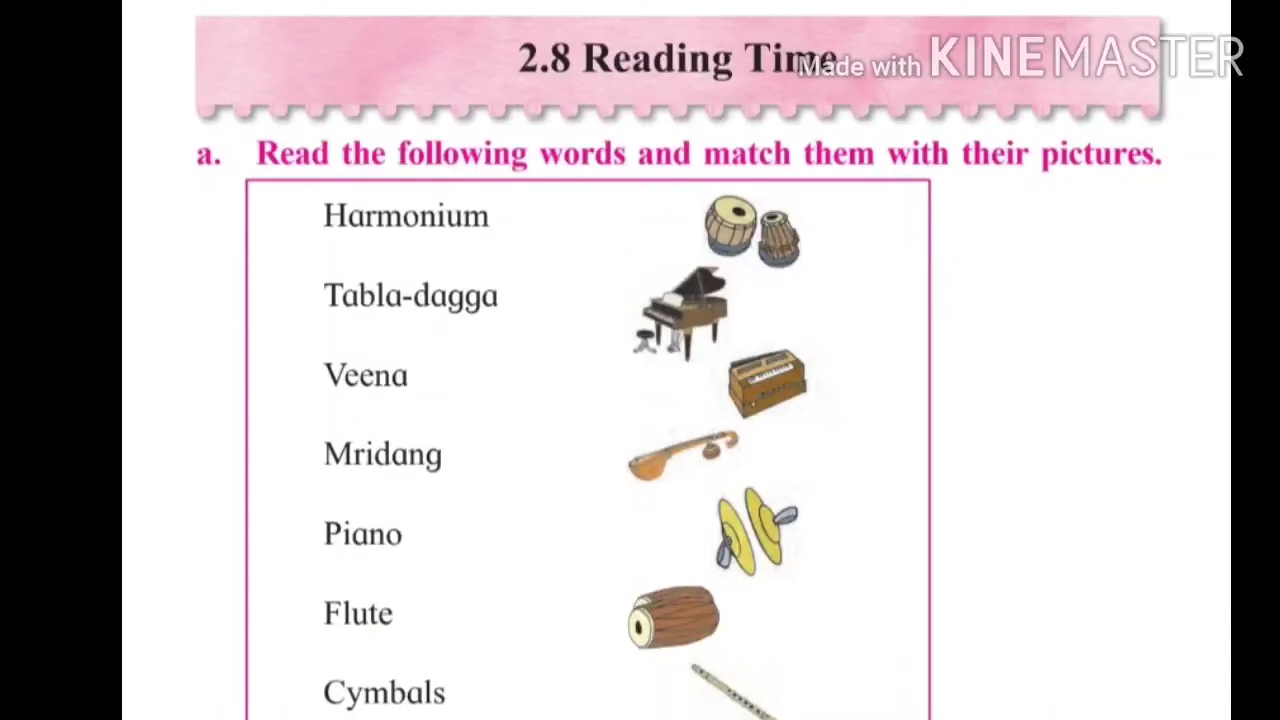 2.8 Reading Time
Made with KINEMASTER
a. Read the following words and match them with their pictures.
Harmonium
Tabla-dagga
Veena
Mridang
Piano
Flute
Cymbals